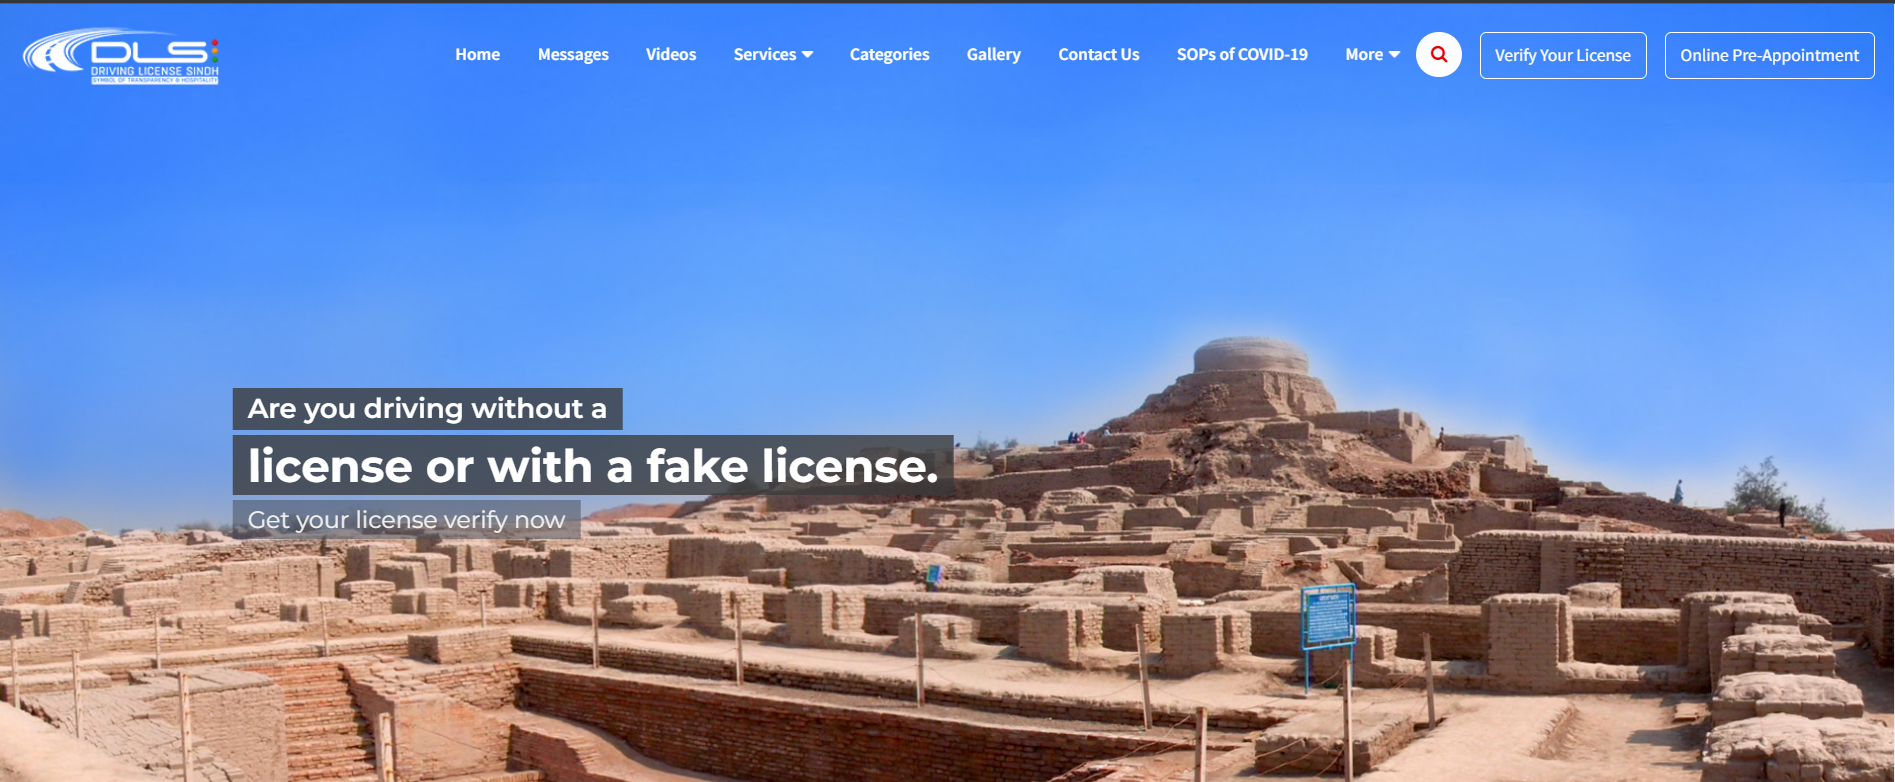 DLS
DRIVING LICENSE SINDH
SYMBOL OF TRANSPARENCY & HOSPITALITY
Home Messages Videos Services Categories Gallery Contact Us SOPs of COVID-19 More Verify Your License Online Pre-Appointment
Are you driving without a
license or with a fake license.
Get your license verify now